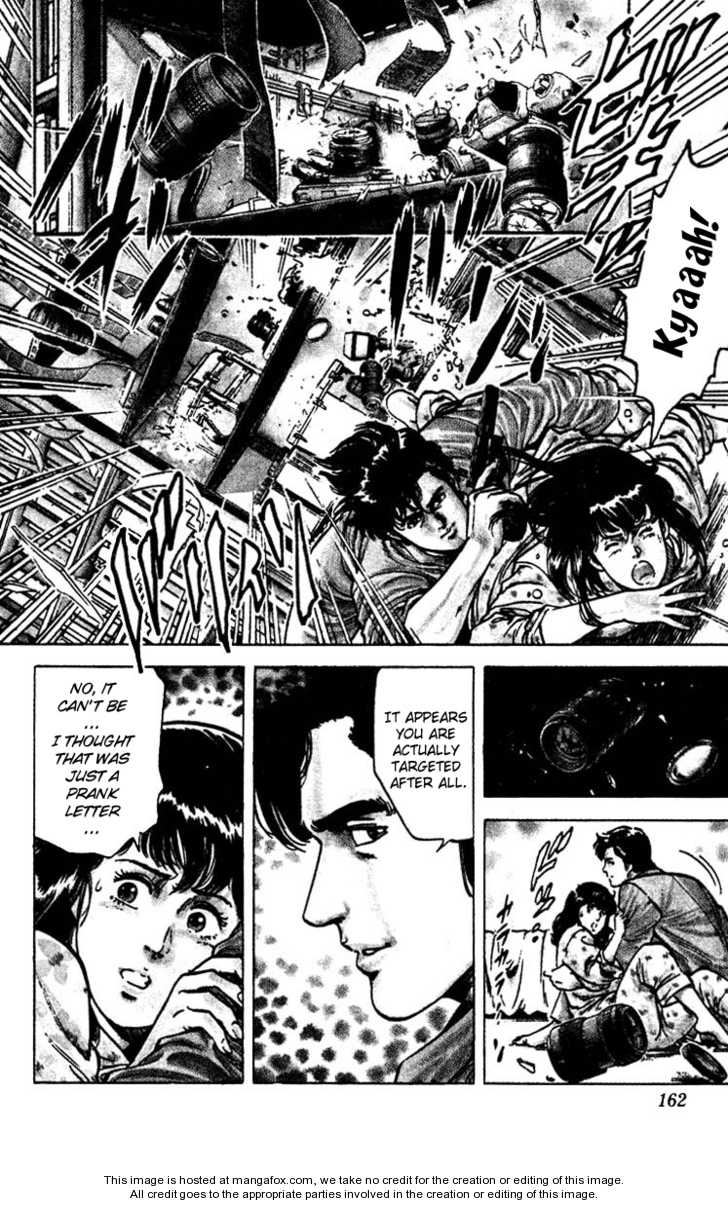 Kyaaah!
IT APPEARS
YOU ARE
ACTUALLY
TARGETED
AFTER ALL.
NO, IT
CAN'T BE
...
I THOUGHT
THAT WAS
JUST A
PRANK
LETTER
...
162
This image is hosted at mangafox.com, we take no credit for the creation or editing of this image.
All credit goes to the appropriate parties involved in the creation or editing of this image.